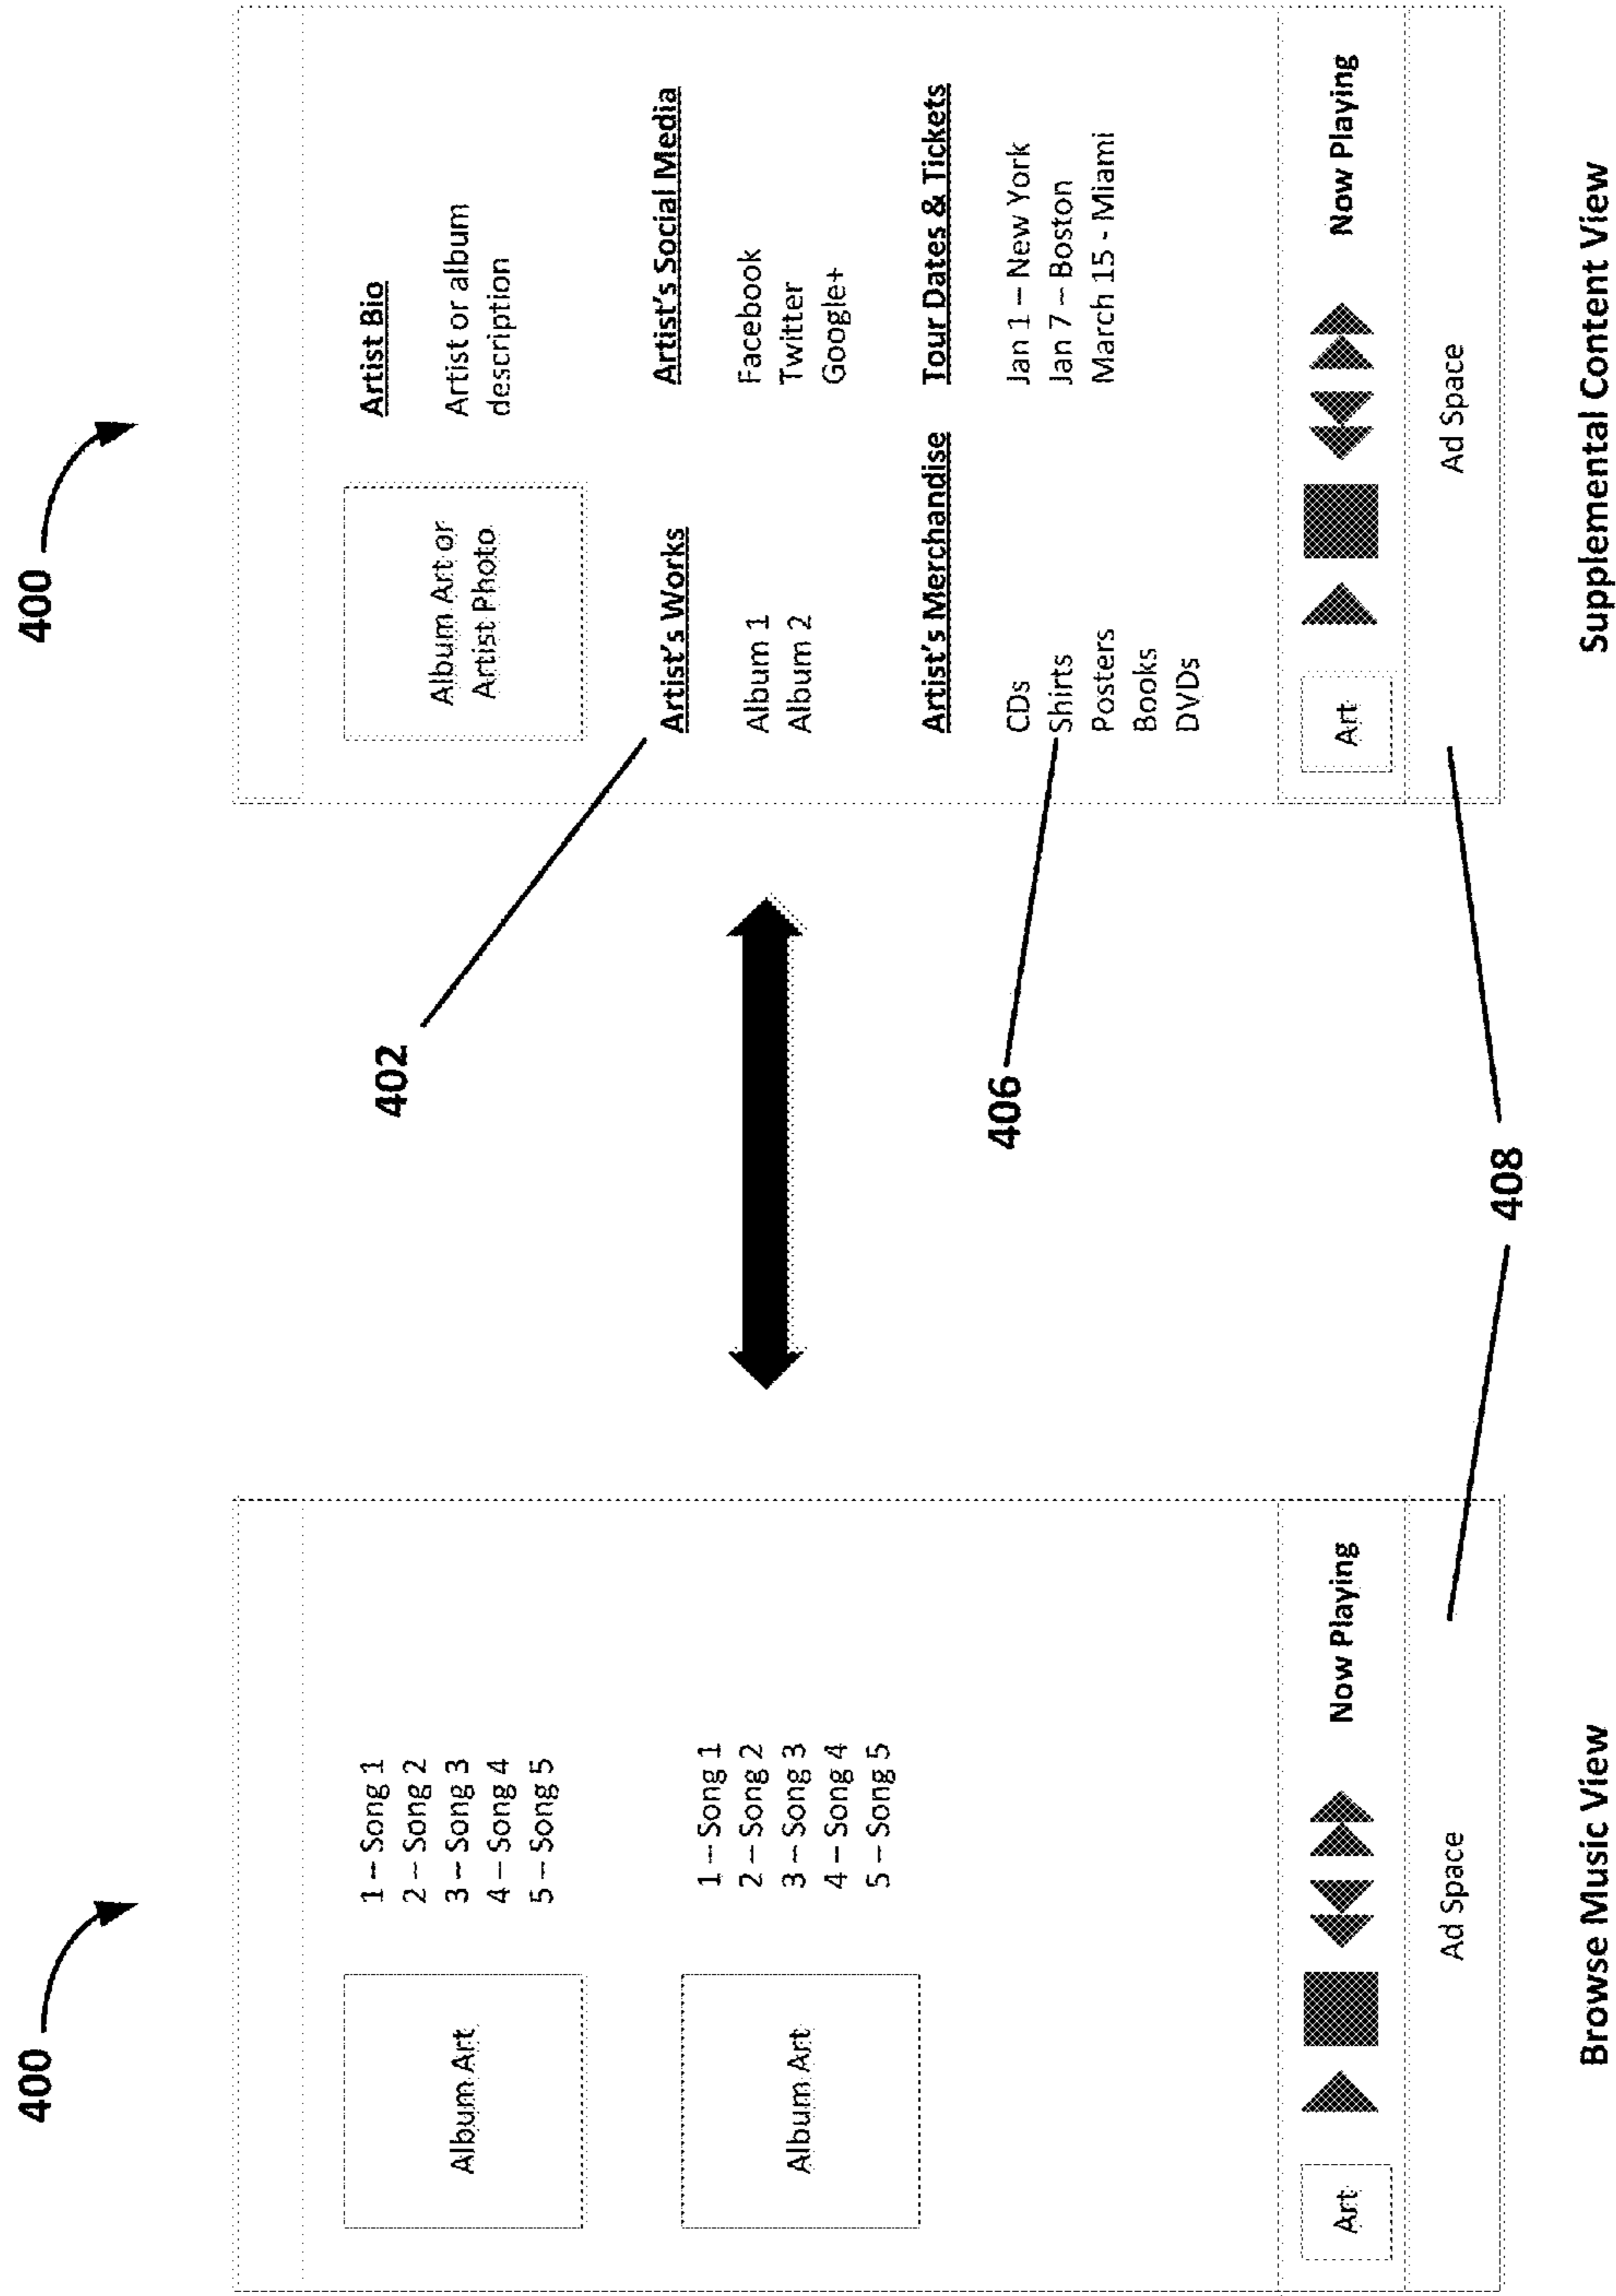 400
Album Art
1 – Song 1
2 – Song 2
3 – Song 3
4 – Song 4
5 – Song 5
Album Art
1 – Song 1
2 – Song 2
3 – Song 3
4 – Song 4
5 – Song 5
Art
Now Playing
Ad Space
Browse Music View
402
406
408
400
Album Art or
Artist Photo
Artist Bio
Artist or album
description
Artist's Works
Album 1
Album 2
Artist's Social Media
Facebook
Twitter
Google+
Artist's Merchandise
CDs
Shirts
Posters
Books
DVDs
Tour Dates & Tickets
Jan 1 – New York
Jan 7 – Boston
March 15 - Miami
Art
Now Playing
Ad Space
Supplemental Content View